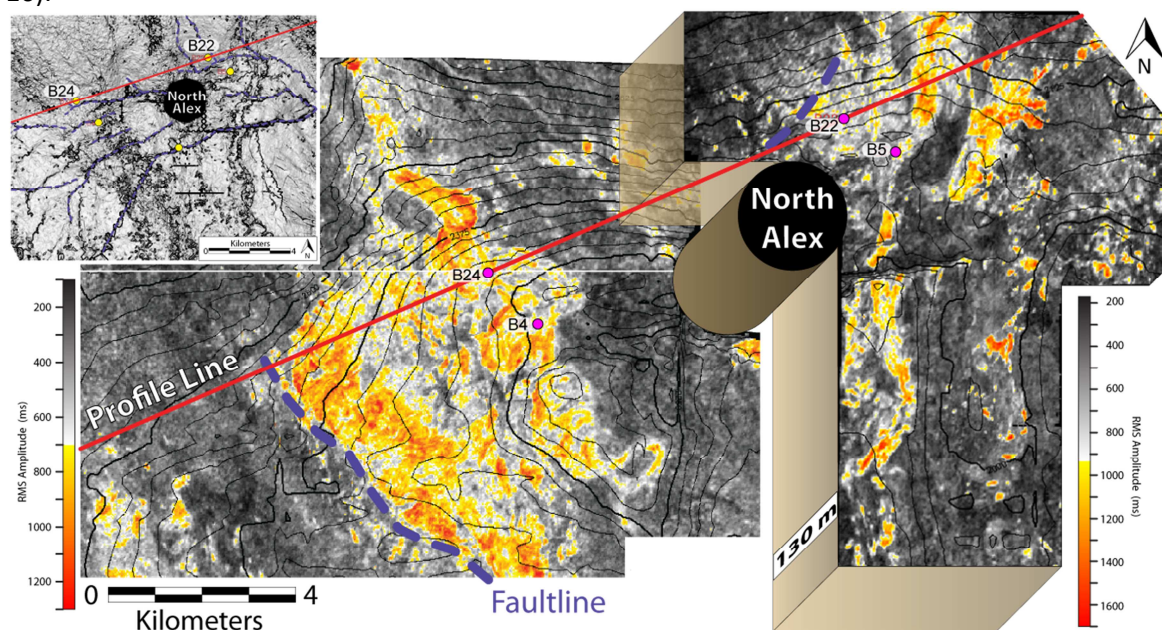 B22
B24
North
Alex
Kilometers
0 4
N
N
B22
B5
North
Alex
2375
B24
B4
Profile Line
200
400
600
800
1000
1200
RMS Amplitude (ms)
0 4
Kilometers
Faultline
130 m
2000
200
400
600
800
1000
1200
1400
1600
RMS Amplitude (ms)